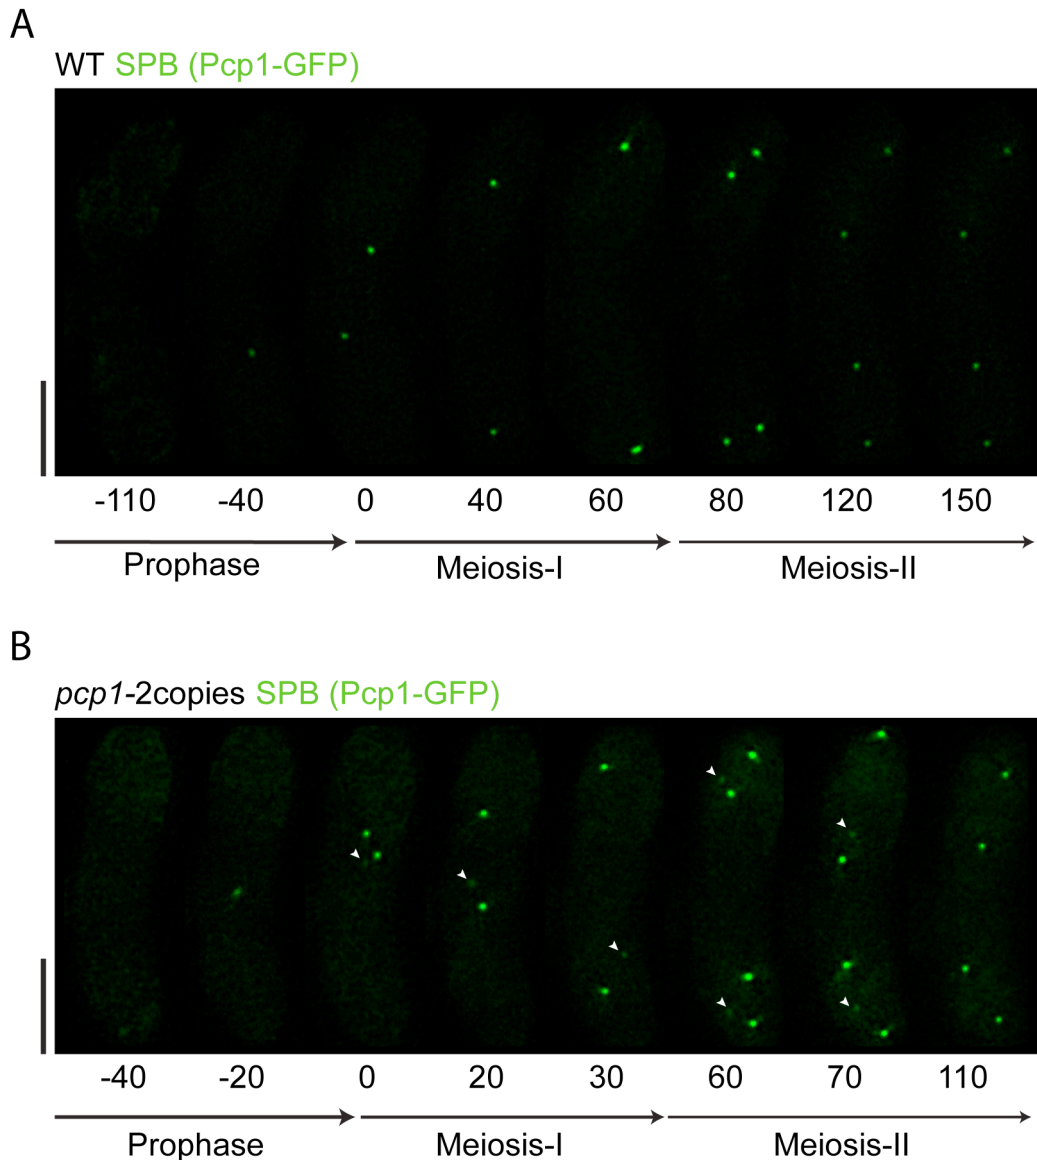 A
WT SPB (Pcp1-GFP)
-110 -40 0 40 60 80 120 150
Prophase Meiosis-I Meiosis-II
B
pcp1-2copies SPB (Pcp1-GFP)
-40 -20 0 20 30 60 70 110
Prophase Meiosis-I Meiosis-II